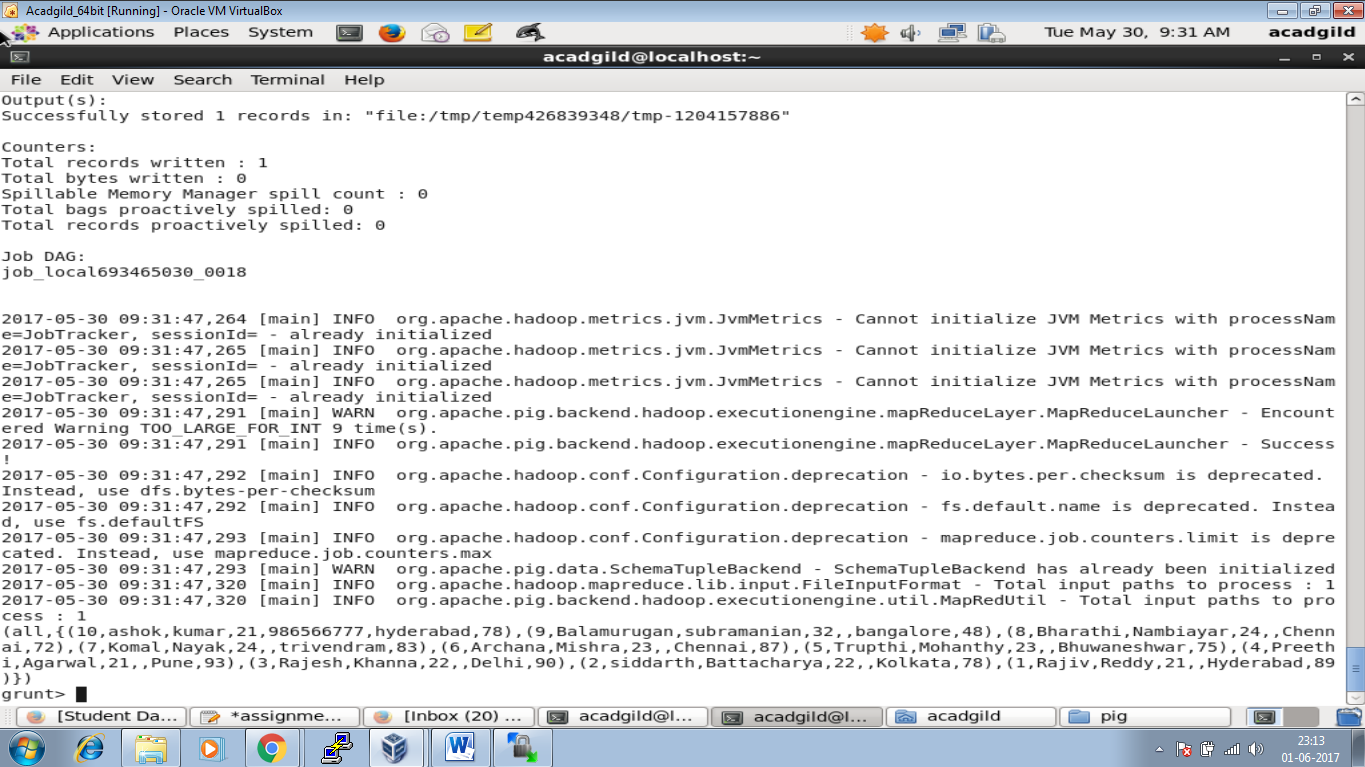 Acadgild_64bit [Running] - Oracle VM VirtualBox
Applications Places System Tue May 30, 9:31 AM acadgild
acadgild@localhost:~
File Edit View Search Terminal Help
Output(s):
Successfully stored 1 records in: "file:/tmp/temp426839348/tmp-1204157886"
Counters:
Total records written : 1
Total bytes written : 0
Spillable Memory Manager spill count : 0
Total bags proactively spilled: 0
Total records proactively spilled: 0
Job DAG:
job_local693465030_0018
2017-05-30 09:31:47,264 [main] INFO  org.apache.hadoop.metrics.jvm.JvmMetrics - Cannot initialize JVM Metrics with processNam
e=JobTracker, sessionId= - already initialized
2017-05-30 09:31:47,265 [main] INFO  org.apache.hadoop.metrics.jvm.JvmMetrics - Cannot initialize JVM Metrics with processNam
e=JobTracker, sessionId= - already initialized
2017-05-30 09:31:47,265 [main] INFO  org.apache.hadoop.metrics.jvm.JvmMetrics - Cannot initialize JVM Metrics with processNam
e=JobTracker, sessionId= - already initialized
2017-05-30 09:31:47,291 [main] WARN  org.apache.pig.backend.hadoop.executionengine.mapReduceLayer.MapReduceLauncher - Encount
ered Warning TOO_LARGE_FOR_INT 9 time(s).
2017-05-30 09:31:47,291 [main] INFO  org.apache.pig.backend.hadoop.executionengine.mapReduceLayer.MapReduceLauncher - Success
!
2017-05-30 09:31:47,292 [main] INFO  org.apache.hadoop.conf.Configuration.deprecation - io.bytes.per.checksum is deprecated.
Instead, use dfs.bytes-per-checksum
2017-05-30 09:31:47,292 [main] INFO  org.apache.hadoop.conf.Configuration.deprecation - fs.default.name is deprecated. Instea
d, use fs.defaultFS
2017-05-30 09:31:47,293 [main] INFO  org.apache.hadoop.conf.Configuration.deprecation - mapreduce.job.counters.limit is depre
cated. Instead, use mapreduce.job.counters.max
2017-05-30 09:31:47,293 [main] WARN  org.apache.pig.data.SchemaTupleBackend - SchemaTupleBackend has already been initialized
2017-05-30 09:31:47,320 [main] INFO  org.apache.hadoop.mapreduce.lib.input.FileInputFormat - Total input paths to process : 1
2017-05-30 09:31:47,320 [main] INFO  org.apache.pig.backend.hadoop.executionengine.util.MapRedUtil - Total input paths to pro
cess : 1
(all,{(10,ashok,kumar,21,986566777,hyderabad,78),(9,Balamurugan,subramanian,32,,bangalore,48),(8,Bharathi,Nambiayar,24,,Chenn
ai,72),(7,Komal,Nayak,24,,trivendram,83),(6,Archana,Mishra,23,,Chennai,87),(5,Trupthi,Mohanthy,23,,Bhuwaneshwar,75),(4,Preeth
i,Agarwal,21,,Pune,93),(3,Rajesh,Khanna,22,,Delhi,90),(2,siddarth,Battacharya,22,,Kolkata,78),(1,Rajiv,Reddy,21,,Hyderabad,89
)})
grunt>
[Student Da... *assignme... [Inbox (20) ... acadgild@l... acadgild@l... acadgild pig
23:13
01-06-2017